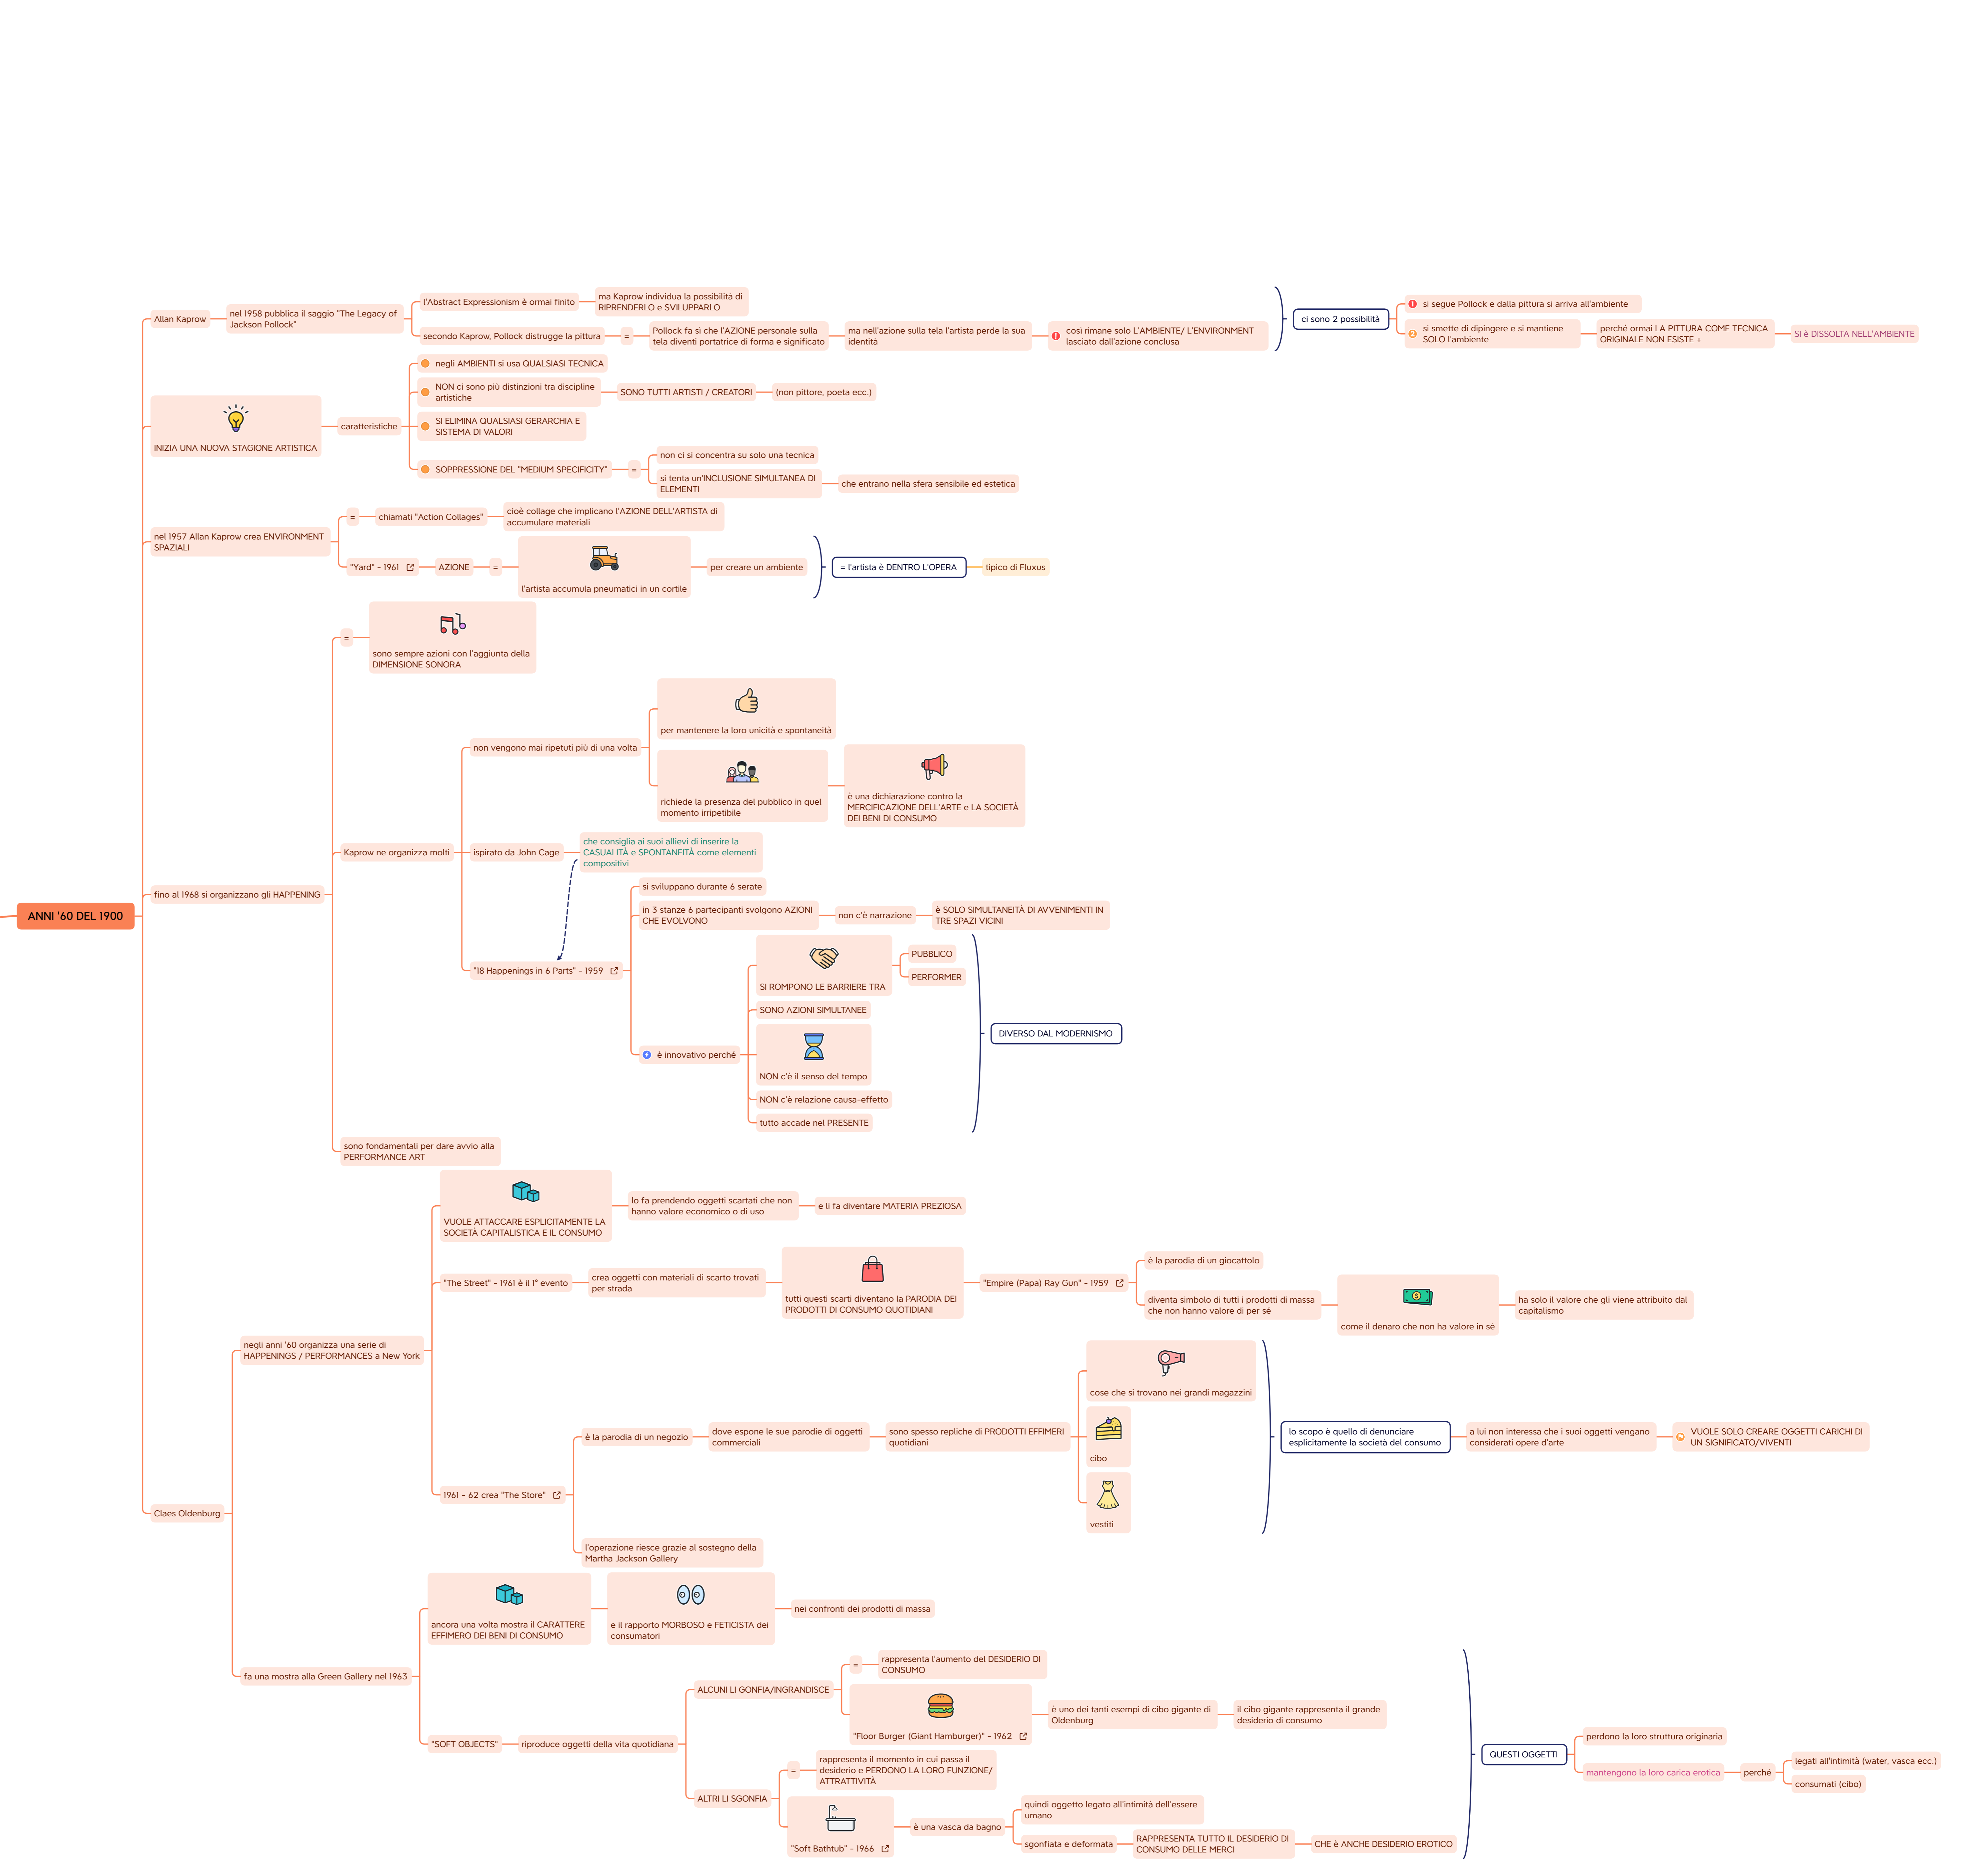 ANNI '60 DEL 1900
Allan Kaprow
nel 1958 pubblica il saggio "The Legacy of
Jackson Pollock"
l'Abstract Expressionism è ormai finito
ma Kaprow individua la possibilità di
RIPRENDERLO e SVILUPPARLO
secondo Kaprow, Pollock distrugge la pittura
=
Pollock fa sì che l'AZIONE personale sulla
tela diventi portatrice di forma e significato
ma nell'azione sulla tela l'artista perde la sua
identità
così rimane solo L'AMBIENTE/ L'ENVIRONMENT
lasciato dall'azione conclusa
ci sono 2 possibilità
si segue Pollock e dalla pittura si arriva all'ambiente
2
si smette di dipingere e si mantiene
SOLO l'ambiente
perché ormai LA PITTURA COME TECNICA
ORIGINALE NON ESISTE +
SI è DISSOLTA NELL'AMBIENTE
INIZIA UNA NUOVA STAGIONE ARTISTICA
caratteristiche
negli AMBIENTI si usa QUALSIASI TECNICA
NON ci sono più distinzioni tra discipline
artistiche
SONO TUTTI ARTISTI / CREATORI
(non pittore, poeta ecc.)
SI ELIMINA QUALSIASI GERARCHIA E
SISTEMA DI VALORI
SOPPRESSIONE DEL "MEDIUM SPECIFICITY"
=
non ci si concentra su solo una tecnica
si tenta un'INCLUSIONE SIMULTANEA DI
ELEMENTI
che entrano nella sfera sensibile ed estetica
nel 1957 Allan Kaprow crea ENVIRONMENT
SPAZIALI
=
chiamati "Action Collages"
cioè collage che implicano l'AZIONE DELL'ARTISTA di
accumulare materiali
"Yard" - 1961
AZIONE
=
l'artista accumula pneumatici in un cortile
per creare un ambiente
= l'artista è DENTRO L'OPERA
tipico di Fluxus
fino al 1968 si organizzano gli HAPPENING
=
sono sempre azioni con l'aggiunta della
DIMENSIONE SONORA
Kaprow ne organizza molti
non vengono mai ripetuti più di una volta
per mantenere la loro unicità e spontaneità
richiede la presenza del pubblico in quel
momento irripetibile
è una dichiarazione contro la
MERCIFICAZIONE DELL'ARTE e LA SOCIETÀ
DEI BENI DI CONSUMO
ispirato da John Cage
che consiglia ai suoi allievi di inserire la
CASUALITÀ e SPONTANEITÀ come elementi
compositivi
"18 Happenings in 6 Parts" - 1959
si sviluppano durante 6 serate
in 3 stanze 6 partecipanti svolgono AZIONI
CHE EVOLVONO
non c'è narrazione
è SOLO SIMULTANEITÀ DI AVVENIMENTI IN
TRE SPAZI VICINI
è innovativo perché
SI ROMPONO LE BARRIERE TRA
PUBBLICO
PERFORMER
SONO AZIONI SIMULTANEE
NON c'è il senso del tempo
NON c'è relazione causa-effetto
tutto accade nel PRESENTE
DIVERSO DAL MODERNISMO
sono fondamentali per dare avvio alla
PERFORMANCE ART
Claes Oldenburg
negli anni '60 organizza una serie di
HAPPENINGS / PERFORMANCES a New York
VUOLE ATTACCARE ESPLICITAMENTE LA
SOCIETÀ CAPITALISTICA E IL CONSUMO
lo fa prendendo oggetti scartati che non
hanno valore economico o di uso
e li fa diventare MATERIA PREZIOSA
"The Street" - 1961 è il 1° evento
crea oggetti con materiali di scarto trovati
per strada
tutti questi scarti diventano la PARODIA DEI
PRODOTTI DI CONSUMO QUOTIDIANI
"Empire (Papa) Ray Gun" - 1959
è la parodia di un giocattolo
diventa simbolo di tutti i prodotti di massa
che non hanno valore di per sé
come il denaro che non ha valore in sé
ha solo il valore che gli viene attribuito dal
capitalismo
1961 - 62 crea "The Store"
è la parodia di un negozio
dove espone le sue parodie di oggetti
commerciali
sono spesso repliche di PRODOTTI EFFIMERI
quotidiani
cose che si trovano nei grandi magazzini
cibo
vestiti
lo scopo è quello di denunciare
esplicitamente la società del consumo
a lui non interessa che i suoi oggetti vengano
considerati opere d'arte
VUOLE SOLO CREARE OGGETTI CARICHI DI
UN SIGNIFICATO/VIVENTI
l'operazione riesce grazie al sostegno della
Martha Jackson Gallery
fa una mostra alla Green Gallery nel 1963
ancora una volta mostra il CARATTERE
EFFIMERO DEI BENI DI CONSUMO
e il rapporto MORBOSO e FETICISTA dei
consumatori
nei confronti dei prodotti di massa
"SOFT OBJECTS"
riproduce oggetti della vita quotidiana
ALCUNI LI GONFIA/INGRANDISCE
=
rappresenta l'aumento del DESIDERIO DI
CONSUMO
"Floor Burger (Giant Hamburger)" - 1962
è uno dei tanti esempi di cibo gigante di
Oldenburg
il cibo gigante rappresenta il grande
desiderio di consumo
ALTRI LI SGONFIA
=
rappresenta il momento in cui passa il
desiderio e PERDONO LA LORO FUNZIONE/
ATTRATTIVITÀ
"Soft Bathtub" - 1966
è una vasca da bagno
quindi oggetto legato all'intimità dell'essere
umano
sgonfiata e deformata
RAPPRESENTA TUTTO IL DESIDERIO DI
CONSUMO DELLE MERCI
CHE è ANCHE DESIDERIO EROTICO
QUESTI OGGETTI
perdono la loro struttura originaria
mantengono la loro carica erotica
perché
legati all'intimità (water, vasca ecc.)
consumati (cibo)